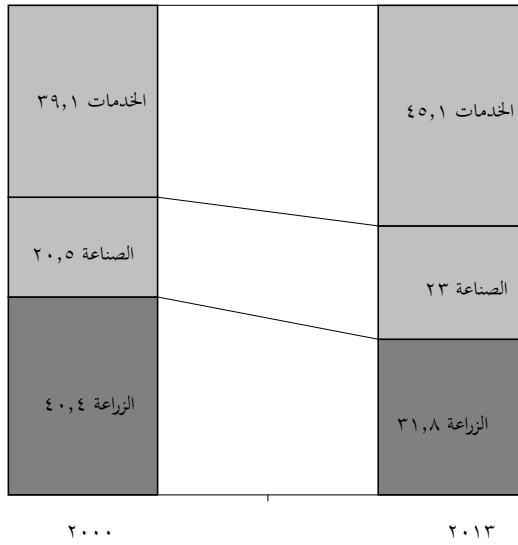 الخدمات ٣٩,١
الخدمات ٤٥,١
الصناعة ٢٠,٥
الصناعة ٢٣
الزراعة ٤٠,٤
الزراعة ٣١,٨
٢٠٠٠
٢٠١٣